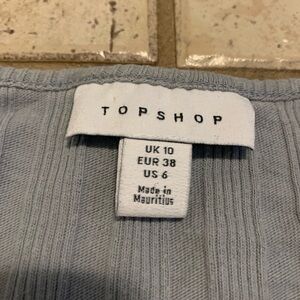 TOPSHOP
UK 10
EUR 38
US 6
Made in
Mauritius